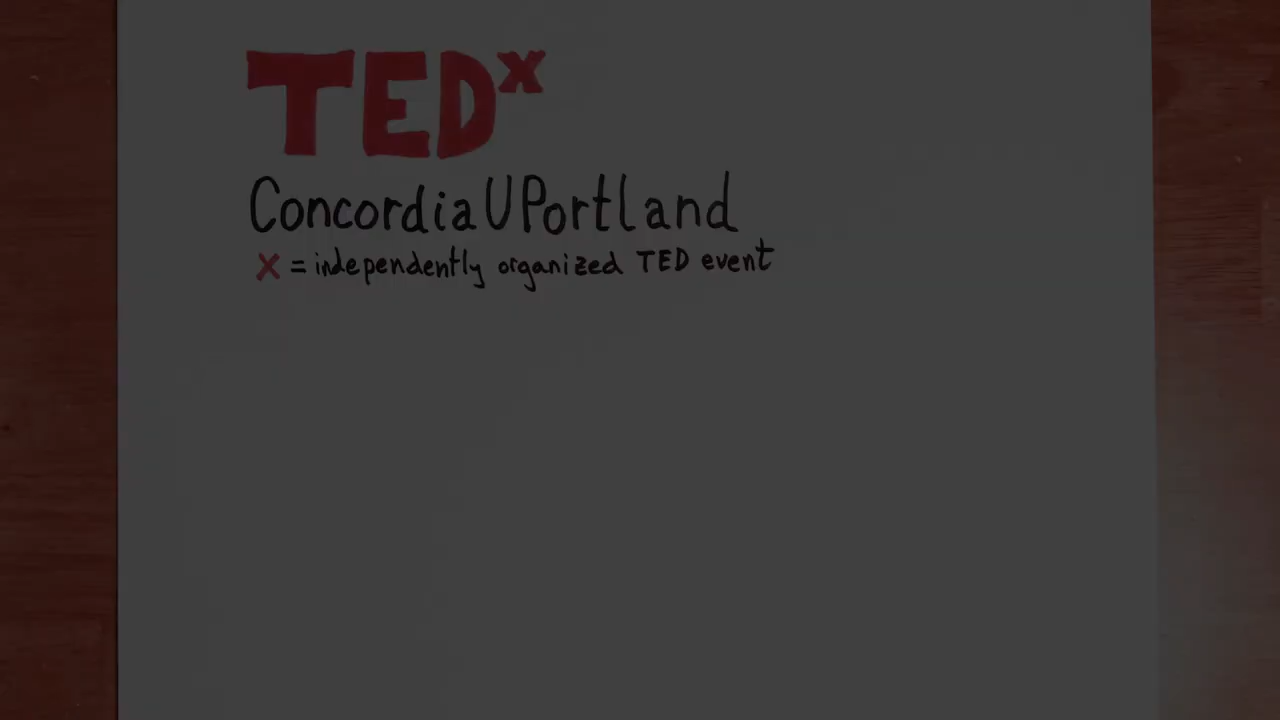 TEDx
ConcordiaUPortland
x = independently organized TED event